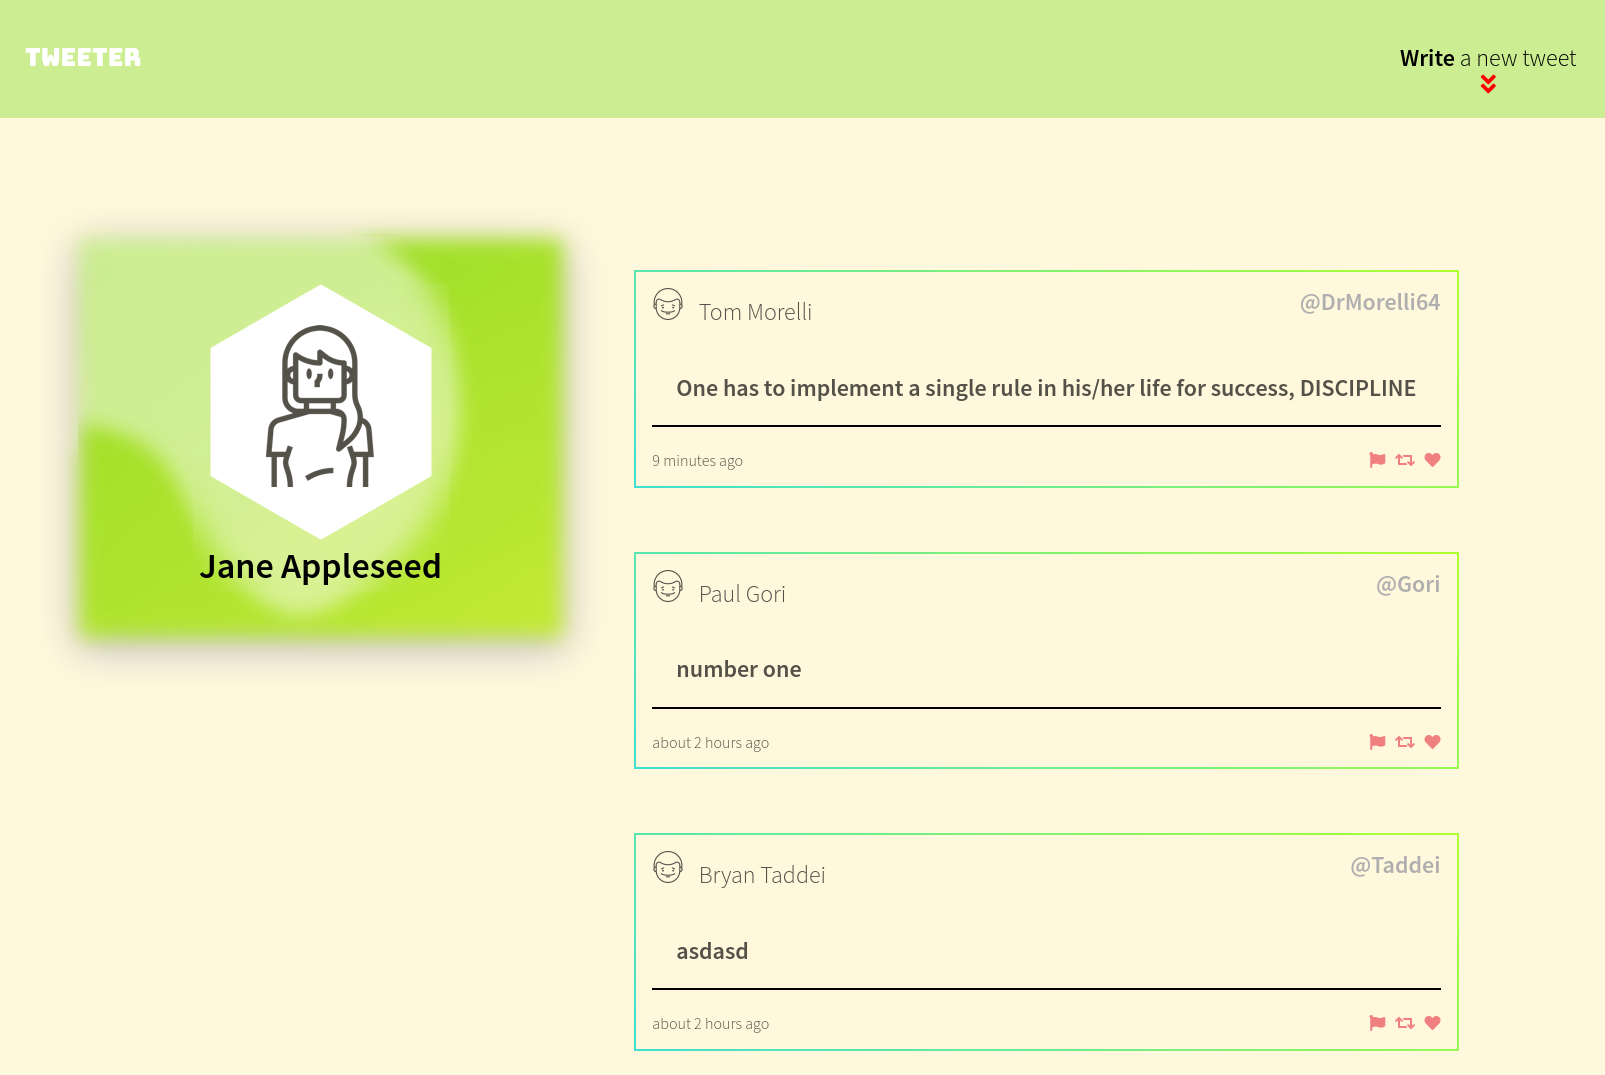 TWEETER
Write a new tweet
Jane Appleseed
Tom Morelli
@DrMorelli64
One has to implement a single rule in his/her life for success, DISCIPLINE
9 minutes ago
Paul Gori
@Gori
number one
about 2 hours ago
Bryan Taddei
@Taddei
asdasd
about 2 hours ago